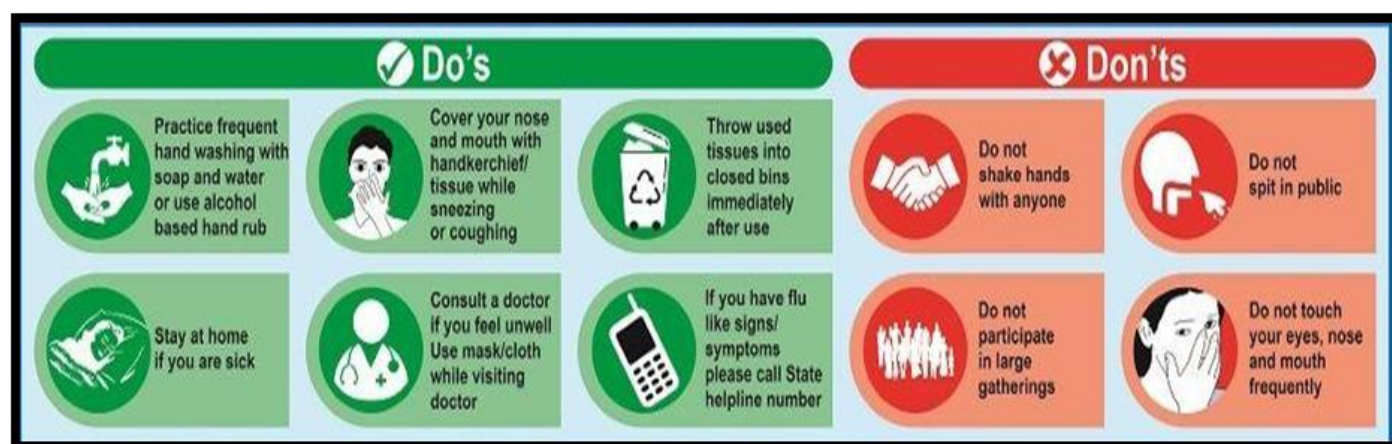 Do's
Practice frequent
hand washing with
soap and water
or use alcohol
based hand rub
Cover your nose
and mouth with
handkerchief/
tissue while
sneezing
or coughing
Throw used
tissues into
closed bins
immediately
after use
Stay at home
if you are sick
Consult a doctor
if you feel unwell
Use mask/cloth
while visiting
doctor
If you have flu
like signs/
symptoms
please call State
helpline number
Don'ts
Do not
shake hands
with anyone
Do not
spit in public
Do not
participate
in large
gatherings
Do not touch
your eyes, nose
and mouth
frequently